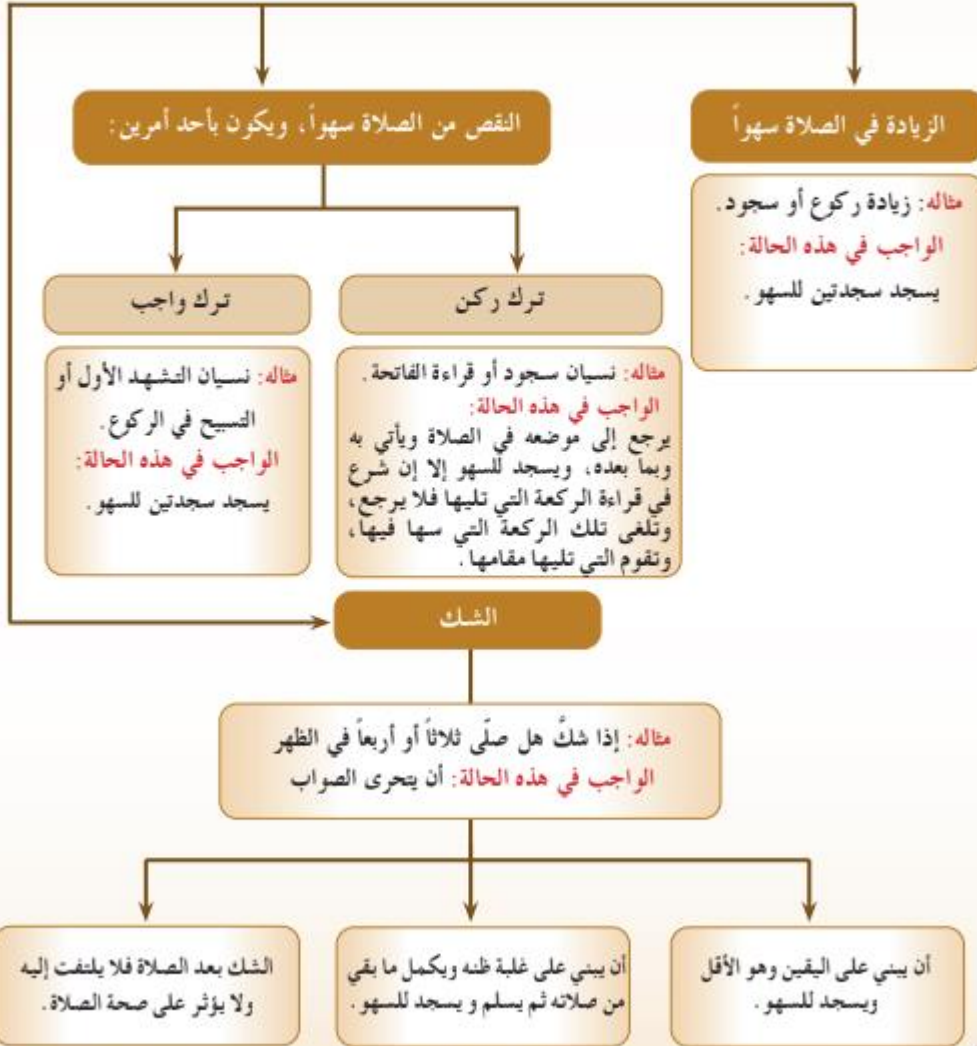 الزيادة في الصلاة سهواً
مثاله: زيادة ركوع أو سجود.
الواجب في هذه الحالة:
يسجد سجدتين للسهو.
النقص من الصلاة سهواً، ويكون بأحد أمرين:
ترك ركن
مثاله: نسيان سجود أو قراءة الفاتحة.
الواجب في هذه الحالة:
يرجع إلى موضعه في الصلاة ويأتي به
وبما بعده، ويسجد للسهو إلا إن شرع
في قراءة الركعة التي تليها فلا يرجع،
وتلغى تلك الركعة التي سها فيها،
وتقوم التي تليها مقامها.
ترك واجب
مثاله: نسيان التشهد الأول أو
التسبيح في الركوع.
الواجب في هذه الحالة:
يسجد سجدتين للسهو.
الشك
مثاله: إذا شكَّ هل صلّى ثلاثاً أو أربعاً في الظهر
الواجب في هذه الحالة: أن يتحرى الصواب
أن يبني على اليقين وهو الأقل
ويسجد للسهو.
أن يبني على غلبة ظنه ويكمل ما بقي
من صلاته ثم يسلم و يسجد للسهو.
الشك بعد الصلاة فلا يلتفت إليه
ولا يؤثر على صحة الصلاة.